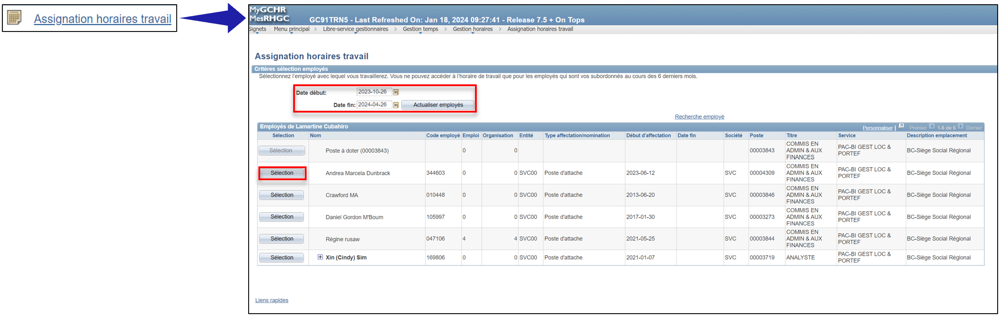 Assignation horaires travail
MyGCHR
MesRHGC
GC91TRN5 - Last Refreshed On: Jan 18, 2024 09:27:41 - Release 7.5 + On Tops
Signets Menu principal > Libre-service gestionnaires > Gestion temps > Gestion horaires > Assignation horaires travail
Assignation horaires travail
Critères sélection employés
Sélectionnez l'employé avec lequel vous travaillerez. Vous ne pouvez accéder à l'horaire de travail que pour les employés qui sont vos subordonnés au cours des 6 derniers mois.
Date début: 2023-10-26
Date fin: 2024-04-26 Actualiser employés
Recherche employé
Employés de Lamartine Cubahiro Personnaliser | Premier 1-6 de 6 Dernier
Sélection Nom Code employé Emploi Organisation Entité Type affectation/nomination Début d'affectation Date fin Société Poste Titre Service Description emplacement
Sélection Poste à doter (00003843) 0 0 00003843 COMMIS EN ADMIN & AUX FINANCES PAC-BI GEST LOC & PORTEF BC-Siège Social Régional
Sélection Andrea Marcela Dunbrack 344603 0 0 SVC00 Poste d'attache 2023-06-12 SVC 00004309 COMMIS EN ADMIN & AUX FINANCES PAC-BI GEST LOC & PORTEF BC-Siège Social Régional
Sélection Crawford MA 010448 0 0 SVC00 Poste d'attache 2013-06-20 SVC 00003846 COMMIS EN ADMIN & AUX FINANCES PAC-BI GEST LOC & PORTEF BC-Siège Social Régional
Sélection Daniel Gordon M'Boum 105997 0 0 SVC00 Poste d'attache 2017-01-30 SVC 00003273 COMMIS EN ADMIN & AUX FINANCES PAC-BI GEST LOC & PORTEF BC-Siège Social Régional
Sélection Régine rusaw 047106 4 4 SVC00 Poste d'attache 2021-05-25 SVC 00003844 COMMIS EN ADMIN & AUX FINANCES PAC-BI GEST LOC & PORTEF BC-Siège Social Régional
Sélection Xin (Cindy) Sim 169806 0 0 SVC00 Poste d'attache 2021-01-07 SVC 00003719 ANALYSTE PAC-BI GEST LOC & PORTEF BC-Siège Social Régional
Liens rapides